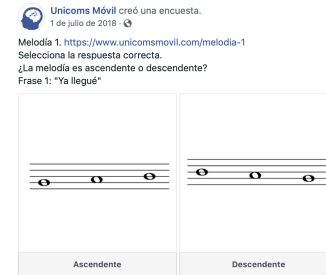 Unicoms Móvil creó una encuesta.
1 de julio de 2018 ·
Melodía 1. https://www.unicomsmovil.com/melodia-1
Selecciona la respuesta correcta.
¿La melodía es ascendente o descendente?
Frase 1: "Ya llegué"
Ascendente
Descendente